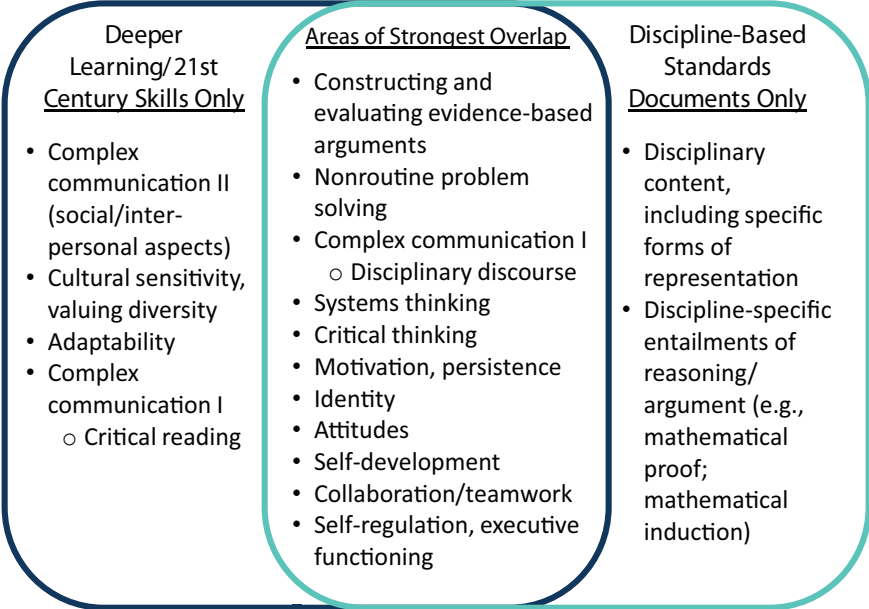 Deeper
Learning/21st
Century Skills Only
• Complex
communication II
(social/inter-
personal aspects)
• Cultural sensitivity,
valuing diversity
• Adaptability
• Complex
communication I
o Critical reading
Areas of Strongest Overlap
• Constructing and
evaluating evidence-based
arguments
• Nonroutine problem
solving
• Complex communication I
o Disciplinary discourse
• Systems thinking
• Critical thinking
• Motivation, persistence
• Identity
• Attitudes
• Self-development
• Collaboration/teamwork
• Self-regulation, executive
functioning
Discipline-Based
Standards
Documents Only
• Disciplinary
content,
including specific
forms of
representation
• Discipline-specific
entailments of
reasoning/
argument (e.g.,
mathematical
proof;
mathematical
induction)